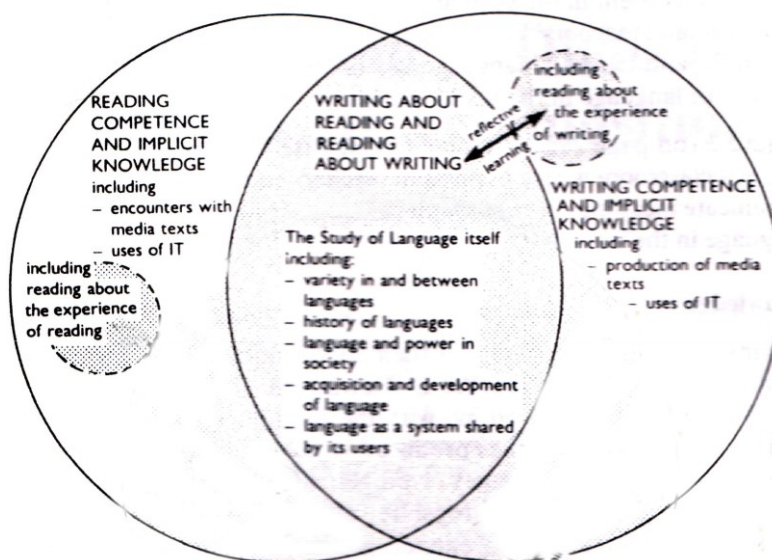 READING
COMPETENCE
AND IMPLICIT
KNOWLEDGE
including
– encounters with
media texts
– uses of IT
including
reading about
the experience
of reading
WRITING ABOUT
READING AND
READING
ABOUT WRITING
reflective
learning
The Study of Language itself
including:
– variety in and between
languages
– history of languages
– language and power in
society
– acquisition and development
of language
– language as a system shared
by its users
including
reading about
the experience
of writing
WRITING COMPETENCE
AND IMPLICIT
KNOWLEDGE
including
– production of media
texts
– uses of IT